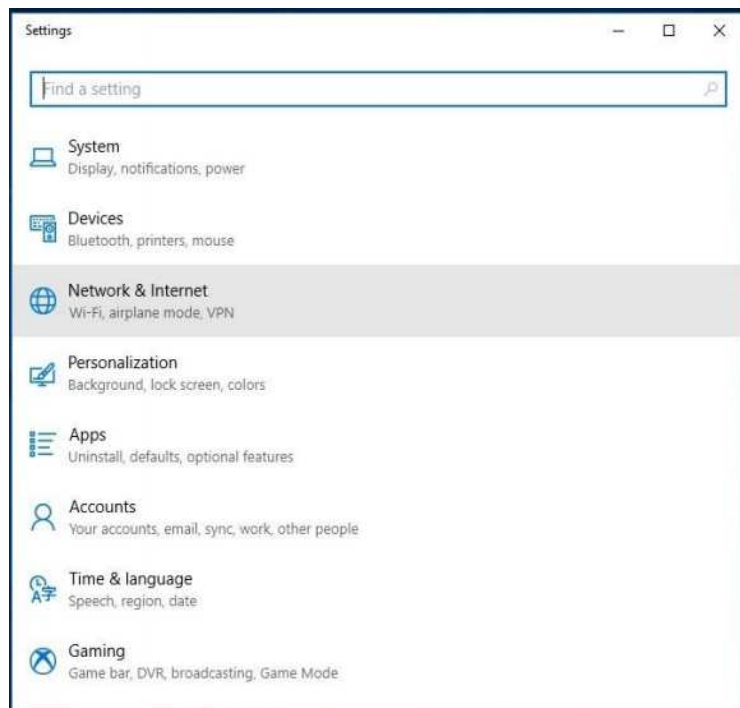 Settings
Find a setting
System
Display, notifications, power
Devices
Bluetooth, printers, mouse
Network & Internet
Wi-Fi, airplane mode, VPN
Personalization
Background, lock screen, colors
Apps
Uninstall, defaults, optional features
Accounts
Your accounts, email, sync, work, other people
Time & language
Speech, region, date
Gaming
Game bar, DVR, broadcasting, Game Mode